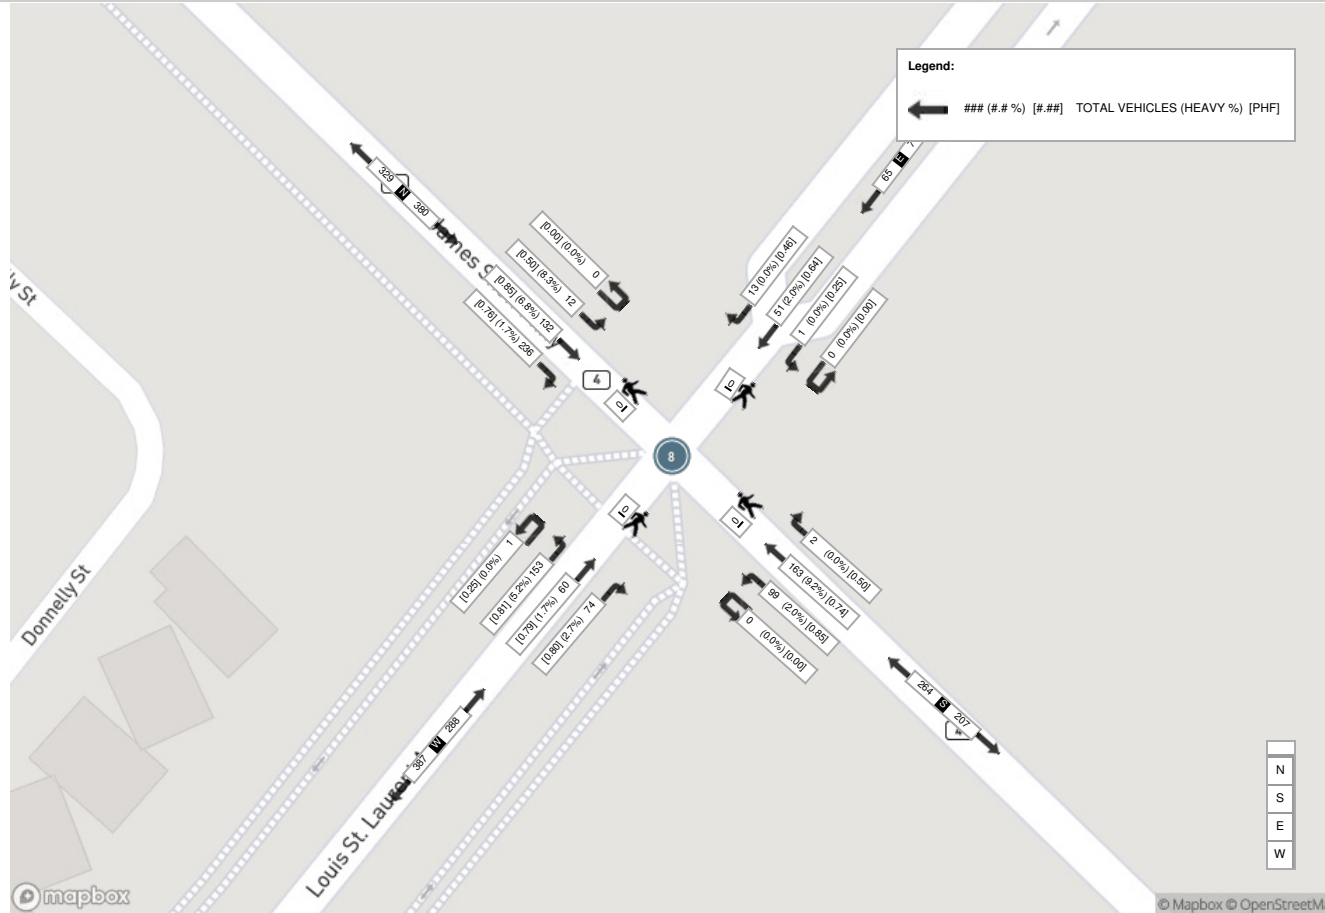 Legend:
### (#.# %) [#.##] TOTAL VEHICLES (HEAVY %) [PHF]
65 E
329 N 380
[0.00] (0.0%) 0
[0.50] (8.3%) 12
[0.85] (6.8%) 132
[0.76] (1.7%) 236
13 (0.0%) [0.46]
51 (2.0%) [0.64]
1 (0.0%) [0.25]
0 (0.0%) [0.00]
4
0
0
8
0
0
[0.25] (0.0%) 1
[0.81] (5.2%) 153
[0.79] (1.7%) 60
[0.80] (2.7%) 74
2 (0.0%) [0.50]
163 (9.2%) [0.74]
99 (2.0%) [0.85]
0 (0.0%) [0.00]
Donnelly St
387 W 288
264 S 207
4
Louis St. Laure
N
S
E
W
mapbox
© Mapbox © OpenStreetM